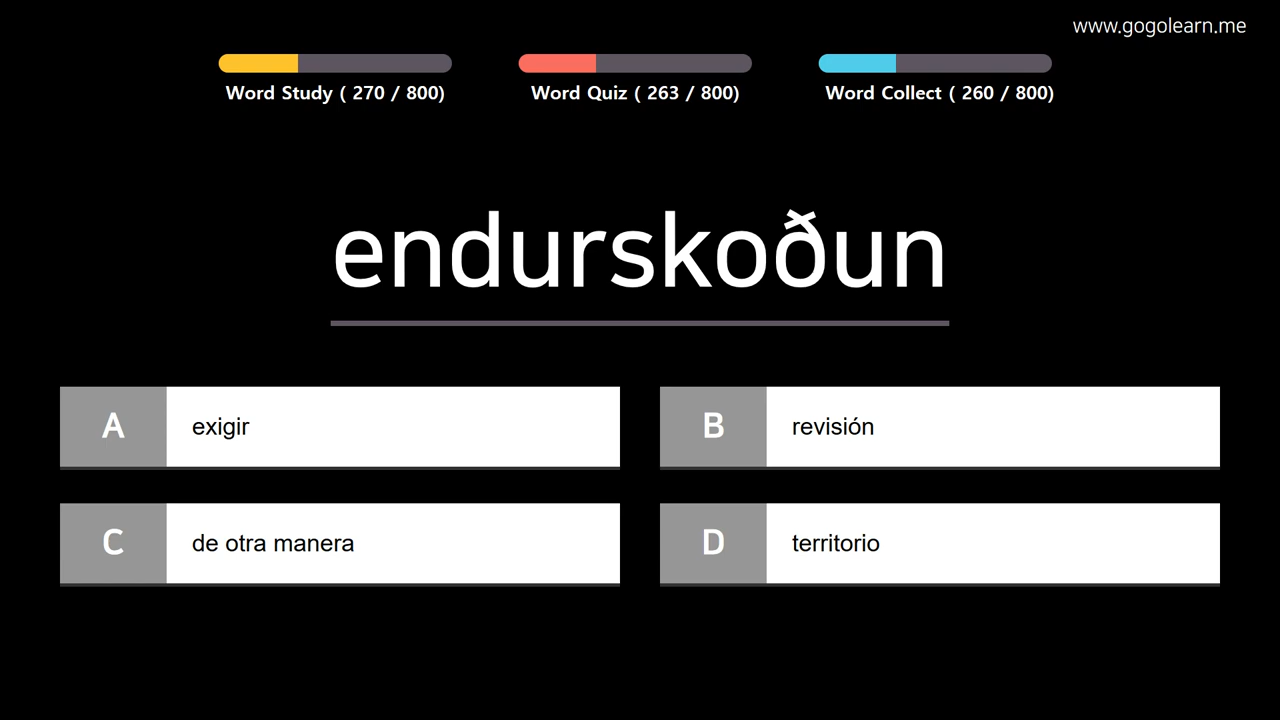 www.gogolearn.me
Word Study ( 270 / 800)
Word Quiz ( 263 / 800)
Word Collect ( 260 / 800)
endurskoðun
A exigir
B revisión
C de otra manera
D territorio